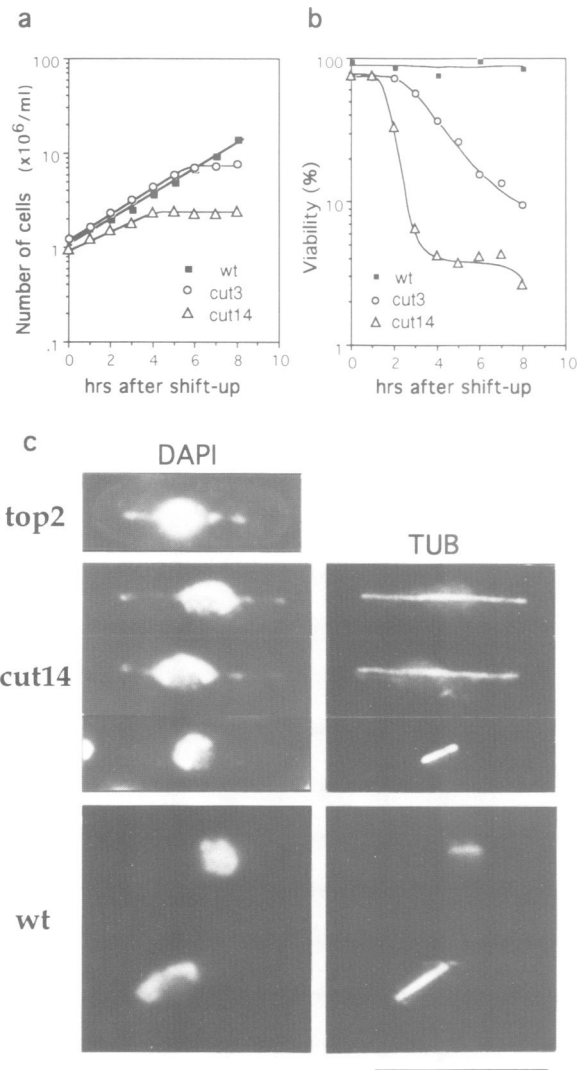 a
100
10
1
.1
Number of cells (x10⁶/ml)
0 2 4 6 8 10
hrs after shift-up
wt
cut3
cut14
b
100
10
1
Viability (%)
0 2 4 6 8 10
hrs after shift-up
wt
cut3
cut14
c
DAPI
TUB
top2
cut14
wt